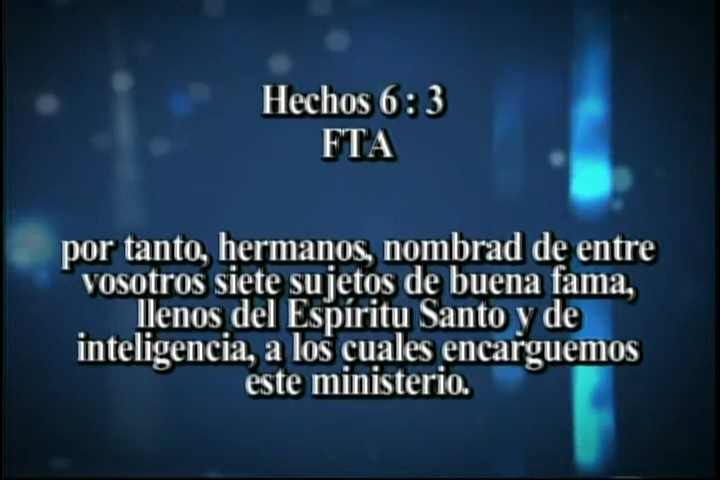 Hechos 6 : 3
FTA
por tanto, hermanos, nombrad de entre
vosotros siete sujetos de buena fama,
llenos del Espíritu Santo y de
inteligencia, a los cuales encarguemos
este ministerio.